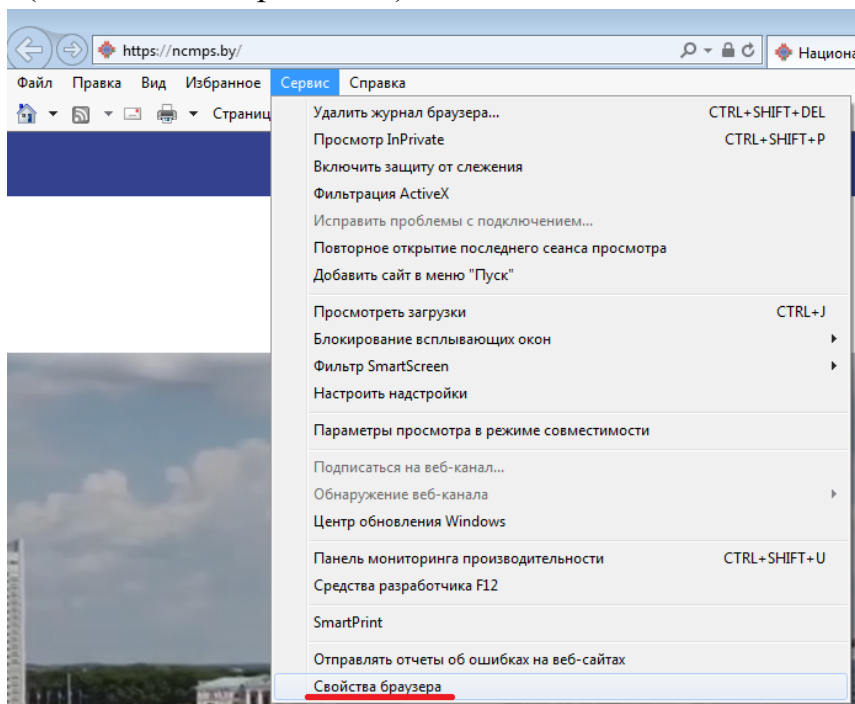 https://ncmps.by/
Национа
Файл Правка Вид Избранное Сервис Справка
Страниц
Удалить журнал браузера... CTRL+SHIFT+DEL
Просмотр InPrivate CTRL+SHIFT+P
Включить защиту от слежения
Фильтрация ActiveX
Исправить проблемы с подключением...
Повторное открытие последнего сеанса просмотра
Добавить сайт в меню "Пуск"
Просмотреть загрузки CTRL+J
Блокирование всплывающих окон
Фильтр SmartScreen
Настроить надстройки
Параметры просмотра в режиме совместимости
Подписаться на веб-канал...
Обнаружение веб-канала
Центр обновления Windows
Панель мониторинга производительности CTRL+SHIFT+U
Средства разработчика F12
SmartPrint
Отправлять отчеты об ошибках на веб-сайтах
Свойства браузера